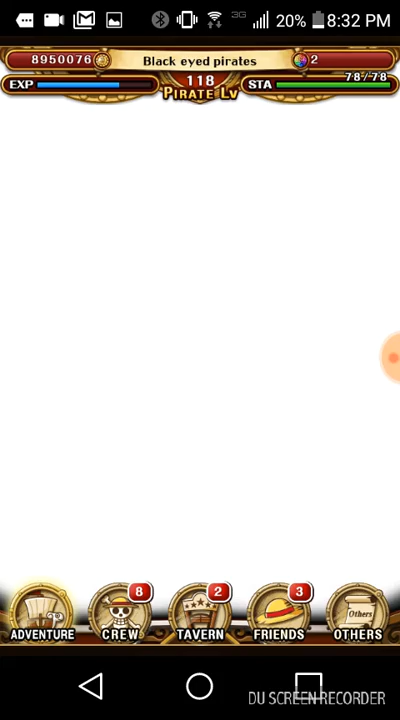 3G 20% 8:32 PM
8950076 Black eyed pirates 2
EXP 118 STA 78/78
PIRATE LV
8 2 3
Others
ADVENTURE CREW TAVERN FRIENDS OTHERS
DU SCREEN RECORDER